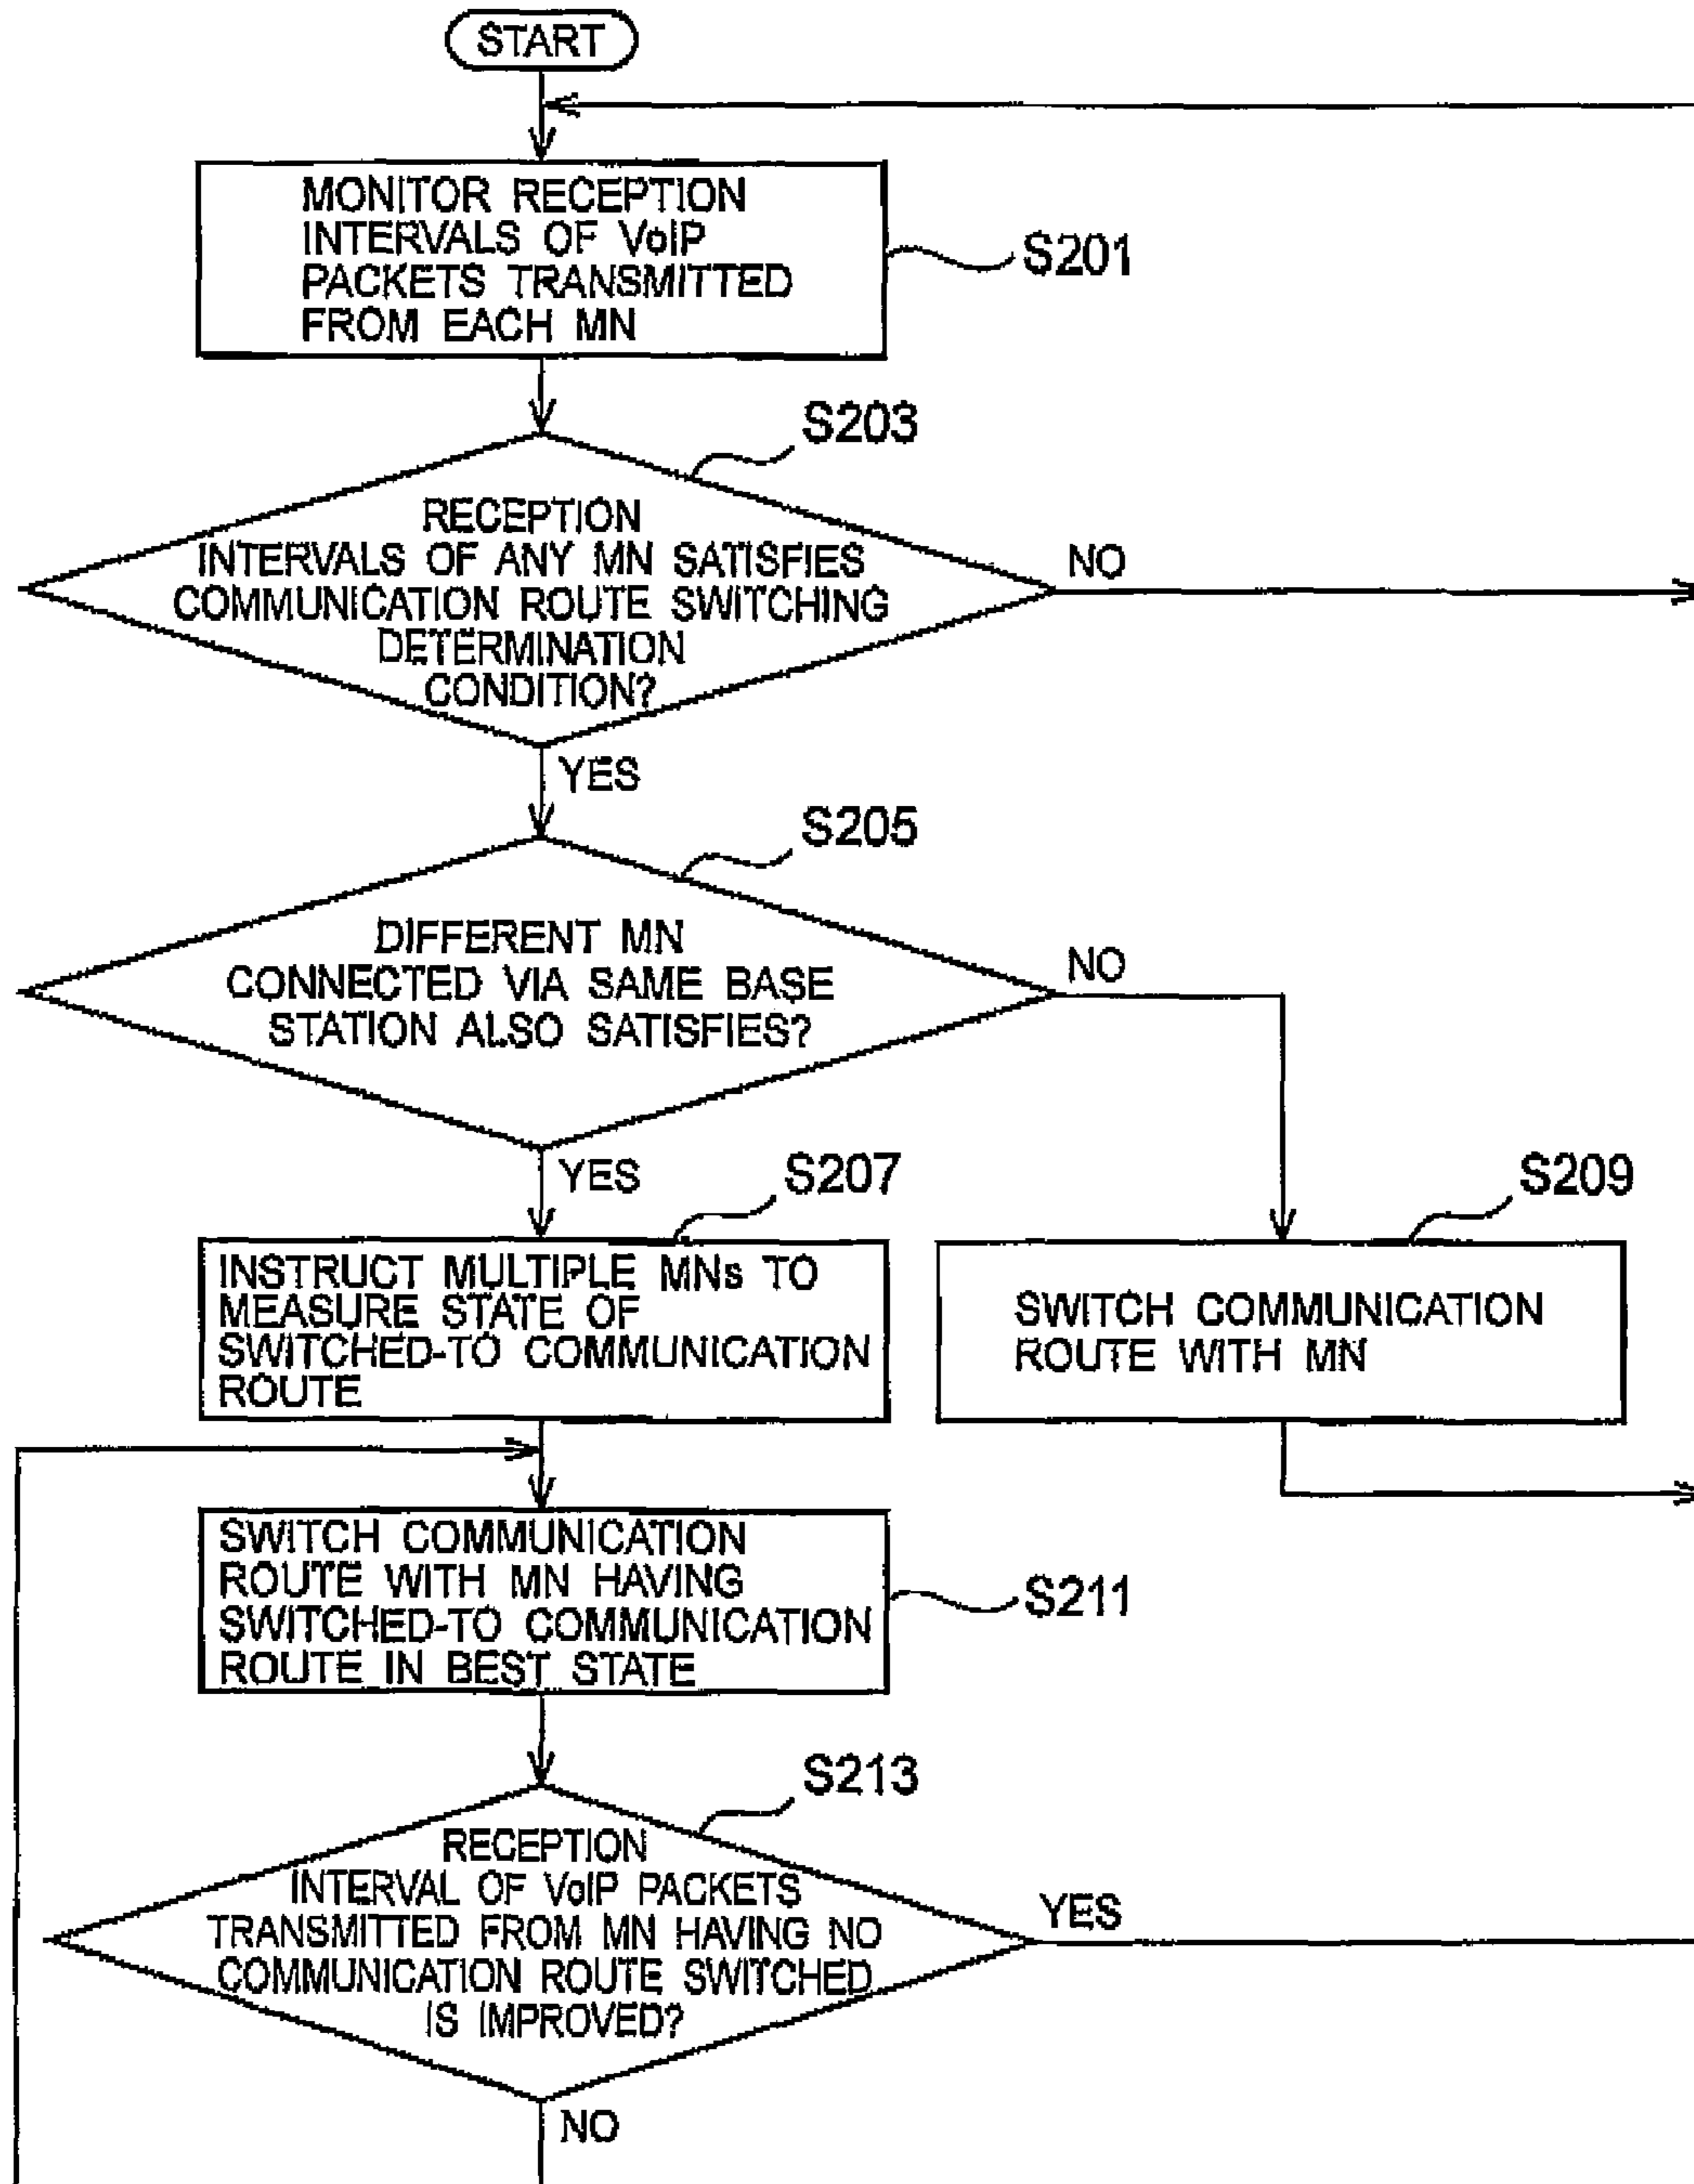 START
MONITOR RECEPTION
INTERVALS OF VoIP
PACKETS TRANSMITTED
FROM EACH MN
S201
S203
RECEPTION
INTERVALS OF ANY MN SATISFIES
COMMUNICATION ROUTE SWITCHING
DETERMINATION
CONDITION?
NO
YES
S205
DIFFERENT MN
CONNECTED VIA SAME BASE
STATION ALSO SATISFIES?
NO
YES
S207
INSTRUCT MULTIPLE MNs TO
MEASURE STATE OF
SWITCHED-TO COMMUNICATION
ROUTE
S209
SWITCH COMMUNICATION
ROUTE WITH MN
SWITCH COMMUNICATION
ROUTE WITH MN HAVING
SWITCHED-TO COMMUNICATION
ROUTE IN BEST STATE
S211
S213
RECEPTION
INTERVAL OF VoIP PACKETS
TRANSMITTED FROM MN HAVING NO
COMMUNICATION ROUTE SWITCHED
IS IMPROVED?
YES
NO